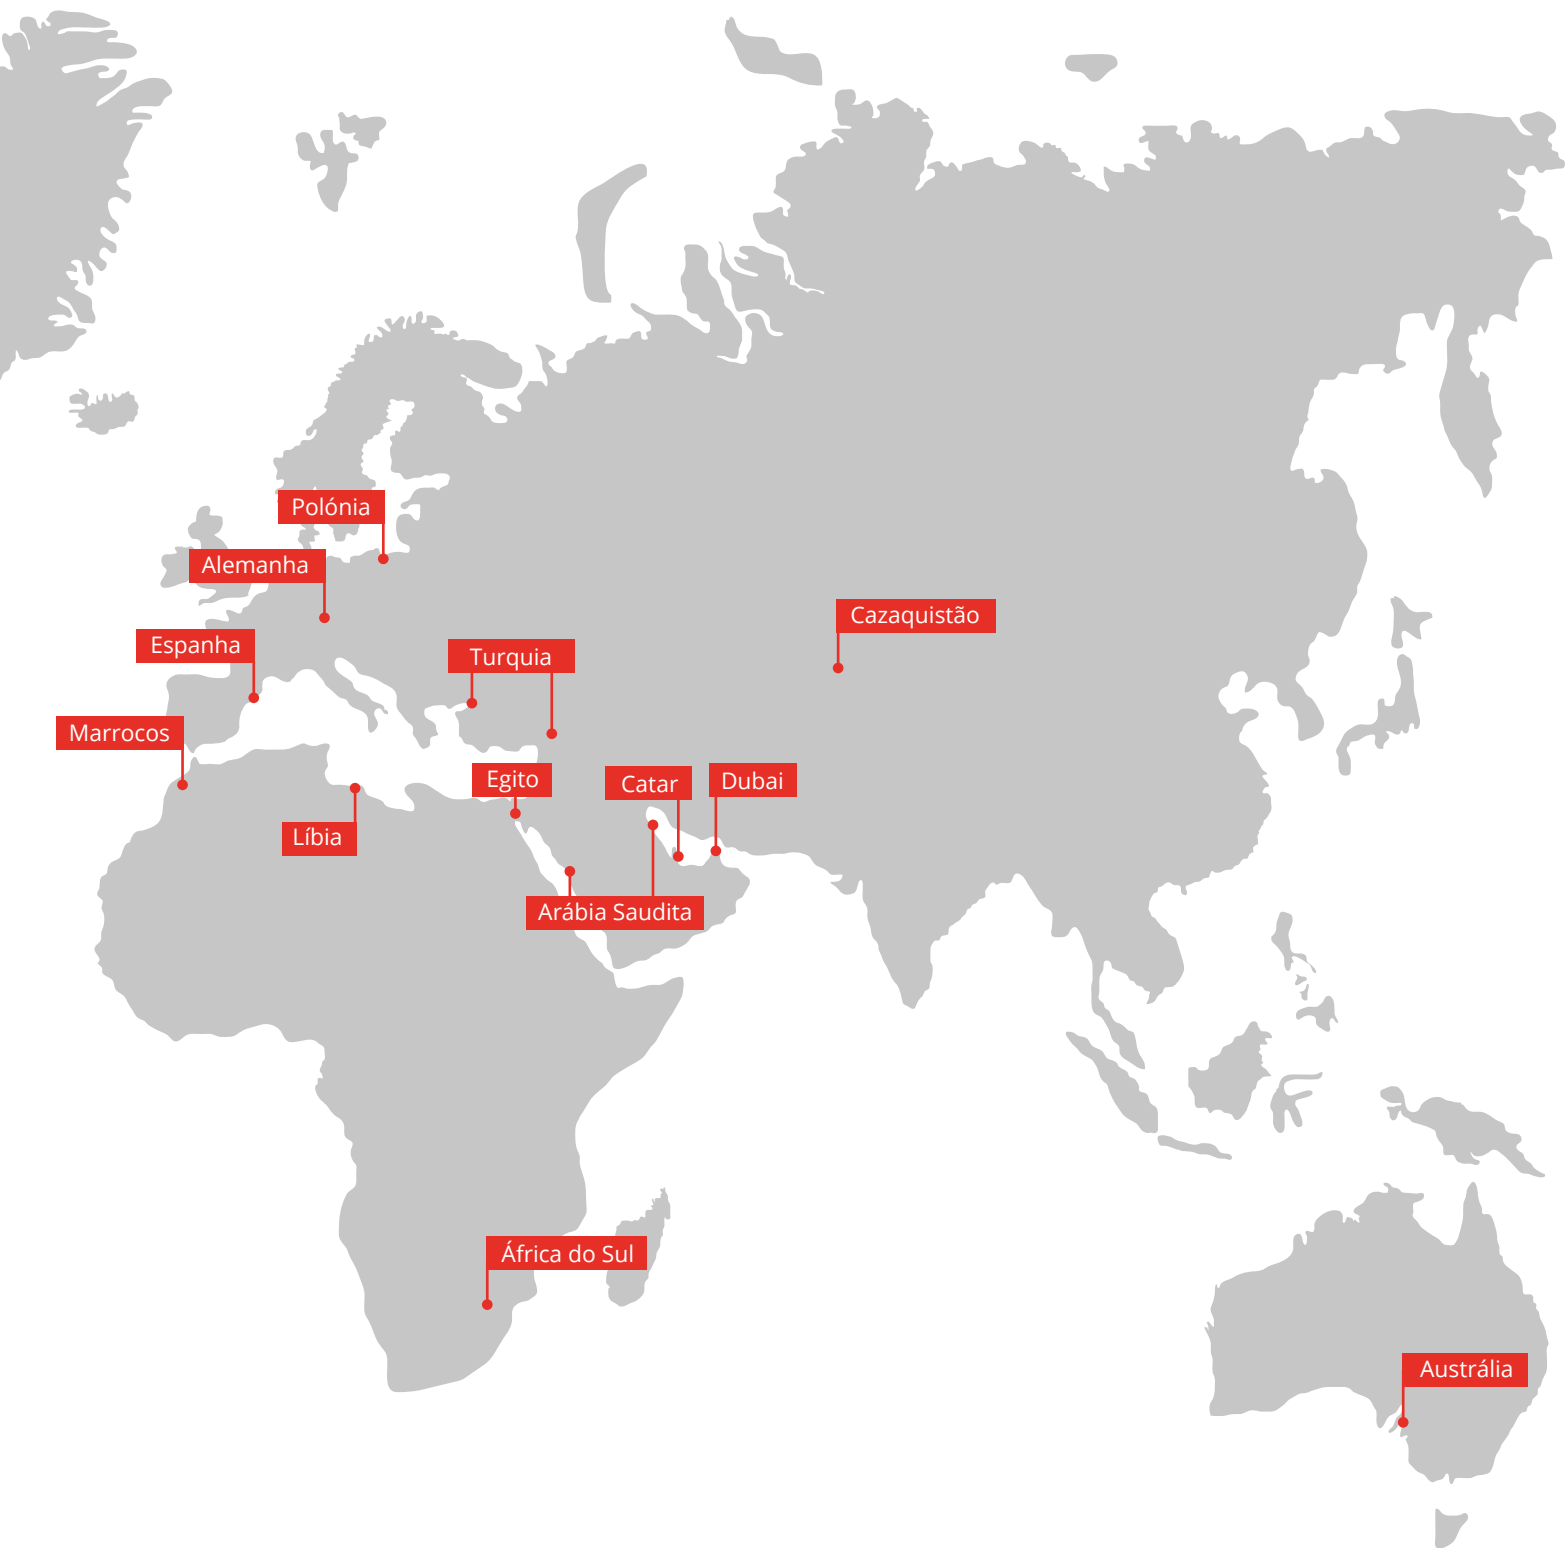 Polónia
Alemanha
Cazaquistão
Espanha
Turquia
Marrocos
Egito
Catar
Dubai
Líbia
Arábia Saudita
África do Sul
Austrália